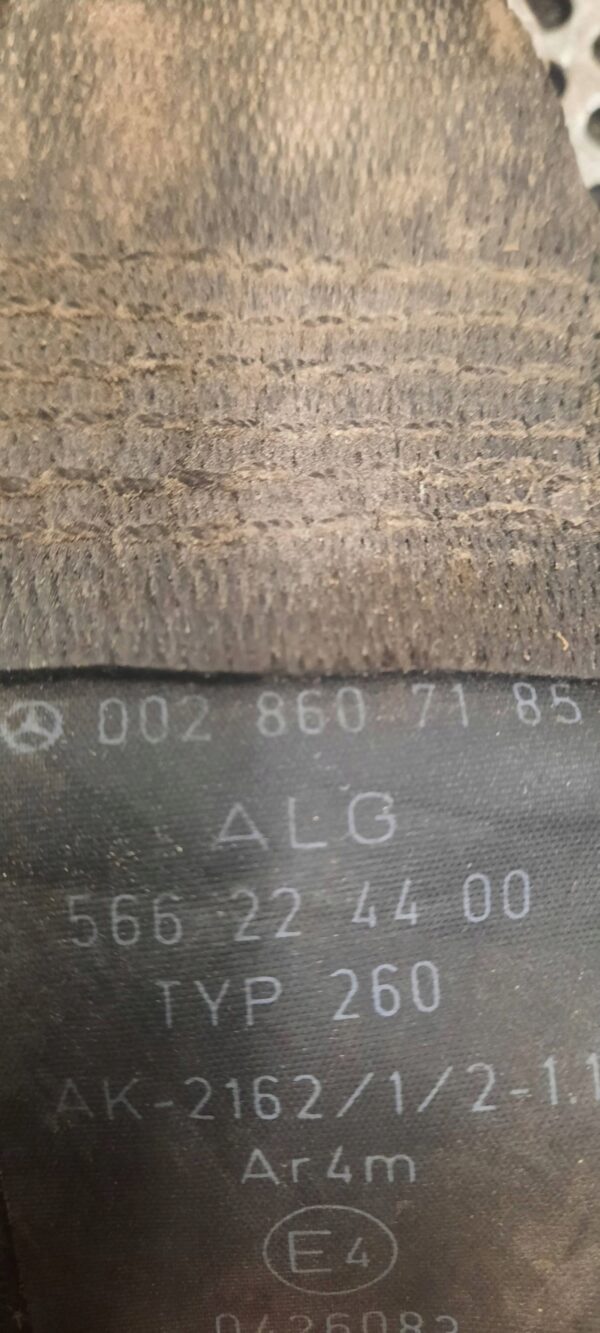 002 860 71 85
ALG
566 22 44 00
TYP 260
AK-2162/1/2-1.1
Ar4m
E4